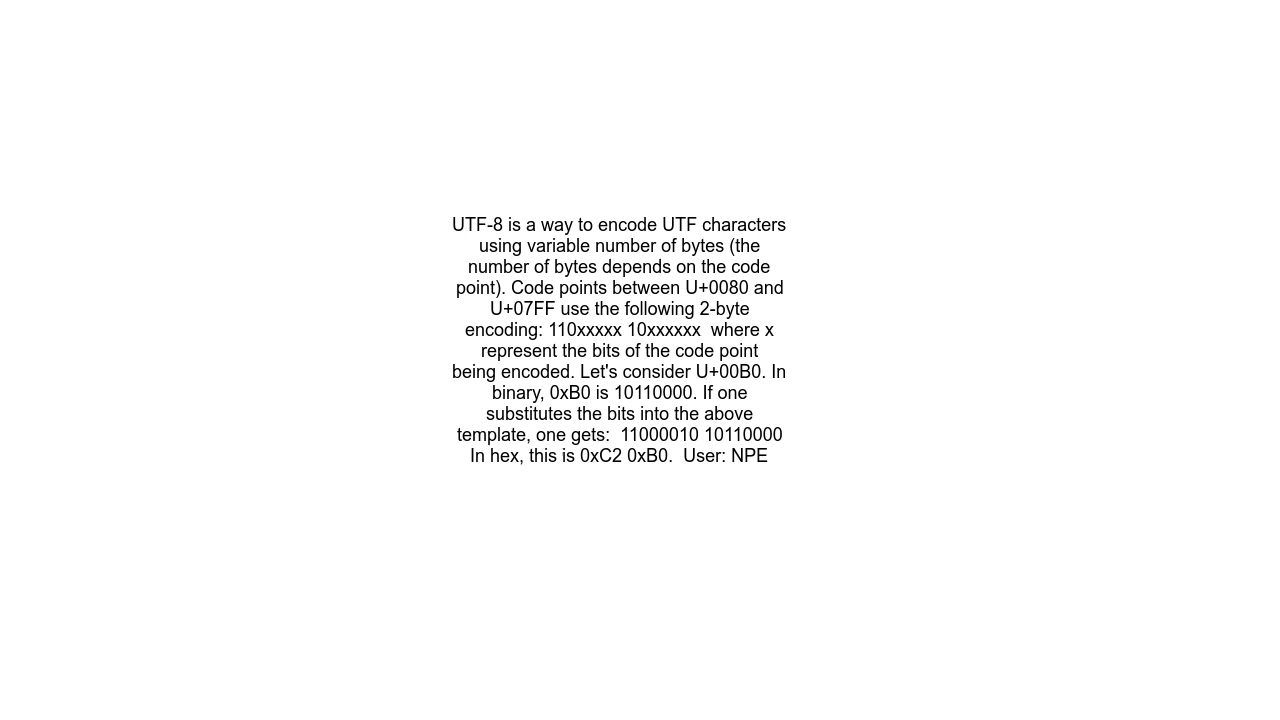 UTF-8 is a way to encode UTF characters
using variable number of bytes (the
number of bytes depends on the code
point). Code points between U+0080 and
U+07FF use the following 2-byte
encoding: 110xxxxx 10xxxxxx  where x
represent the bits of the code point
being encoded. Let's consider U+00B0. In
binary, 0xB0 is 10110000. If one
substitutes the bits into the above
template, one gets:  11000010 10110000
In hex, this is 0xC2 0xB0.  User: NPE